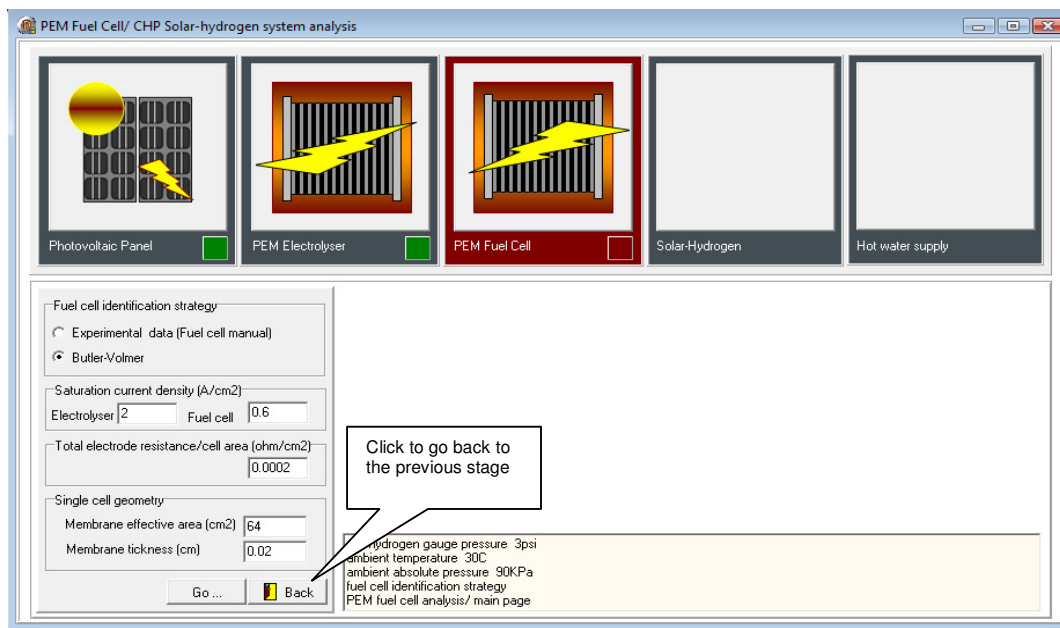 PEM Fuel Cell/ CHP Solar-hydrogen system analysis
Photovoltaic Panel
PEM Electrolyser
PEM Fuel Cell
Solar-Hydrogen
Hot water supply
Fuel cell identification strategy
Experimental data (Fuel cell manual)
Butler-Volmer
Saturation current density (A/cm2)
Electrolyser 2 Fuel cell 0.6
Total electrode resistance/cell area (ohm/cm2)
0.0002
Single cell geometry
Membrane effective area (cm2) 64
Membrane tickness (cm) 0.02
Go ... Back
Click to go back to
the previous stage
hydrogen gauge pressure 3psi
ambient temperature 30C
ambient absolute pressure 90KPa
fuel cell identification strategy
PEM fuel cell analysis/ main page